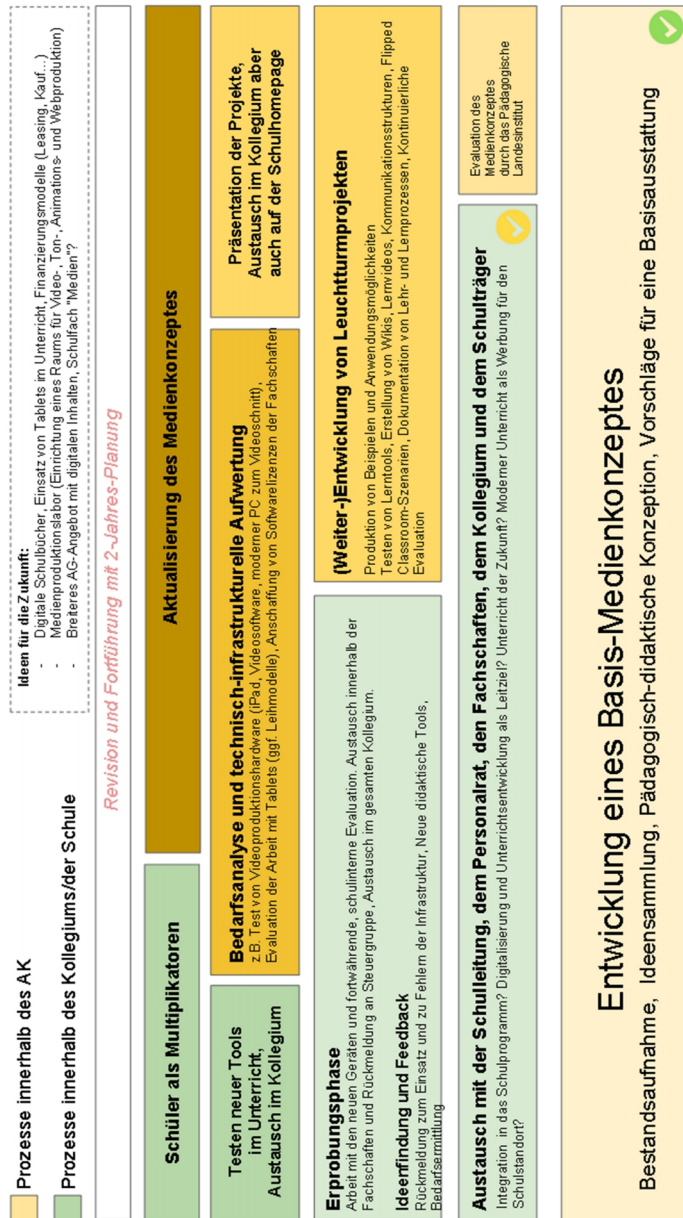 Prozesse innerhalb des AK
Prozesse innerhalb des Kollegiums/der Schule
Ideen für die Zukunft:
- Digitale Schulbücher, Einsatz von Tablets im Unterricht, Finanzierungsmodelle (Leasing, Kauf...)
- Medienproduktionslabor (Einrichtung eines Raums für Video-, Ton-, Animations- und Webproduktion)
- Breiteres AG-Angebot mit digitalen Inhalten, Schulfach "Medien"?
Revision und Fortführung mit 2-Jahres-Planung
Schüler als Multiplikatoren
Aktualisierung des Medienkonzeptes
Testen neuer Tools
im Unterricht,
Austausch im Kollegium
Bedarfsanalyse und technisch-infrastrukturelle Aufwertung
z.B. Test von Videoproduktionshardware (iPad, Videosoftware, moderner PC zum Videoschnitt),
Evaluation der Arbeit mit Tablets (ggf. Leihmodelle), Anschaffung von Softwarelizenzen der Fachschaften
Präsentation der Projekte,
Austausch im Kollegium aber
auch auf der Schulhomepage
Erprobungsphase
Arbeit mit den neuen Geräten und fortwährende, schulinterne Evaluation. Austausch innerhalb der
Fachschaften und Rückmeldung an Steuergruppe, Austausch im gesamten Kollegium.
Ideenfindung und Feedback
Rückmeldung zum Einsatz und zu Fehlern der Infrastruktur, Neue didaktische Tools,
Bedarfsermittlung
(Weiter-)Entwicklung von Leuchtturmprojekten
Produktion von Beispielen und Anwendungsmöglichkeiten
Testen von Lerntools, Erstellung von Wikis, Lernvideos, Kommunikationsstrukturen, Flipped
Classroom-Szenarien, Dokumentation von Lehr- und Lernprozessen, Kontinuierliche
Evaluation
Austausch mit der Schulleitung, dem Personalrat, den Fachschaften, dem Kollegium und dem Schulträger
Integration in das Schulprogramm? Digitalisierung und Unterrichtsentwicklung als Leitziel? Unterricht der Zukunft? Moderner Unterricht als Werbung für den
Schulstandort?
Evaluation des
Medienkonzeptes
durch das Pädagogische
Landesinstitut
Entwicklung eines Basis-Medienkonzeptes
Bestandsaufnahme, Ideensammlung, Pädagogisch-didaktische Konzeption, Vorschläge für eine Basisausstattung